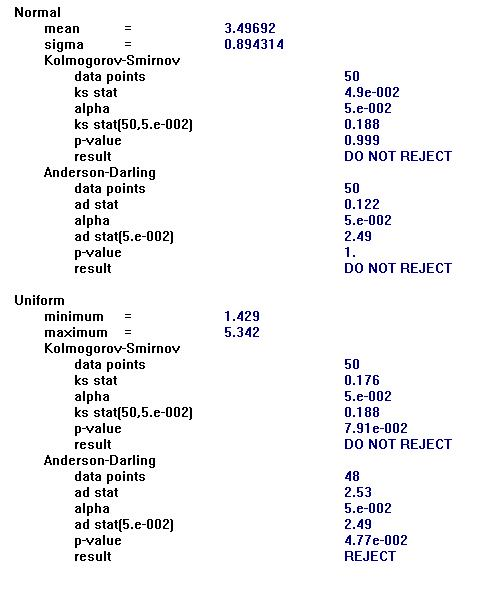 Normal
mean = 3.49692
sigma = 0.894314
Kolmogorov-Smirnov
data points 50
ks stat 4.9e-002
alpha 5.e-002
ks stat(50,5.e-002) 0.188
p-value 0.999
result DO NOT REJECT
Anderson-Darling
data points 50
ad stat 0.122
alpha 5.e-002
ad stat(5.e-002) 2.49
p-value 1.
result DO NOT REJECT
Uniform
minimum = 1.429
maximum = 5.342
Kolmogorov-Smirnov
data points 50
ks stat 0.176
alpha 5.e-002
ks stat(50,5.e-002) 0.188
p-value 7.91e-002
result DO NOT REJECT
Anderson-Darling
data points 48
ad stat 2.53
alpha 5.e-002
ad stat(5.e-002) 2.49
p-value 4.77e-002
result REJECT